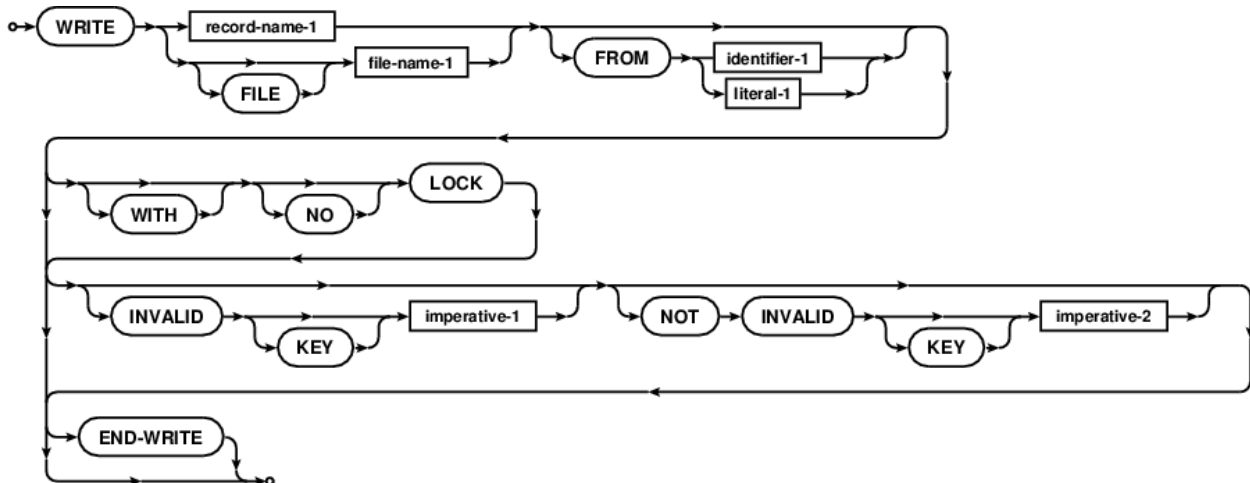 WRITE record-name-1
FILE file-name-1 FROM identifier-1
literal-1
WITH NO LOCK
INVALID KEY imperative-1 NOT INVALID KEY imperative-2
END-WRITE